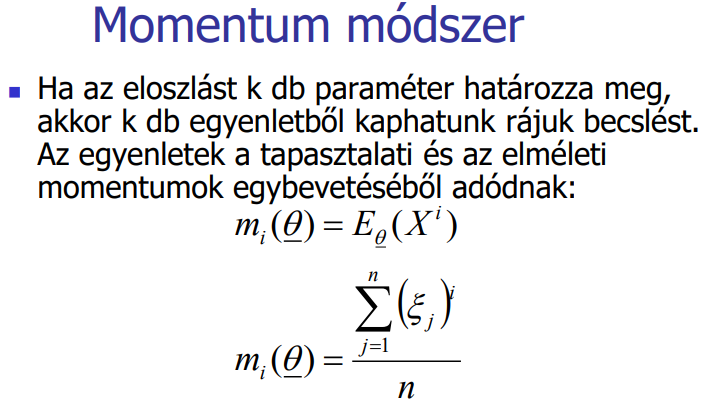 Momentum módszer
Ha az eloszlást k db paraméter határozza meg,
akkor k db egyenletből kaphatunk rájuk becslést.
Az egyenletek a tapasztalati és az elméleti
momentumok egybevetéséből adódnak:
$m_i(\underline{\theta}) = E_{\underline{\theta}}(X^i)$
$m_i(\underline{\theta}) = \frac{\sum_{j=1}^{n}(\xi_j)^i}{n}$